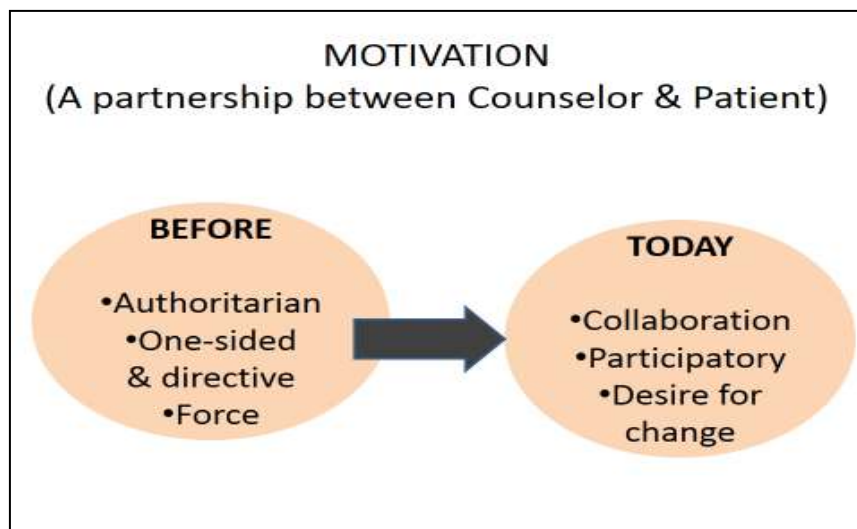 MOTIVATION
(A partnership between Counselor & Patient)
BEFORE
•Authoritarian
•One-sided
& directive
•Force
TODAY
•Collaboration
•Participatory
•Desire for
change